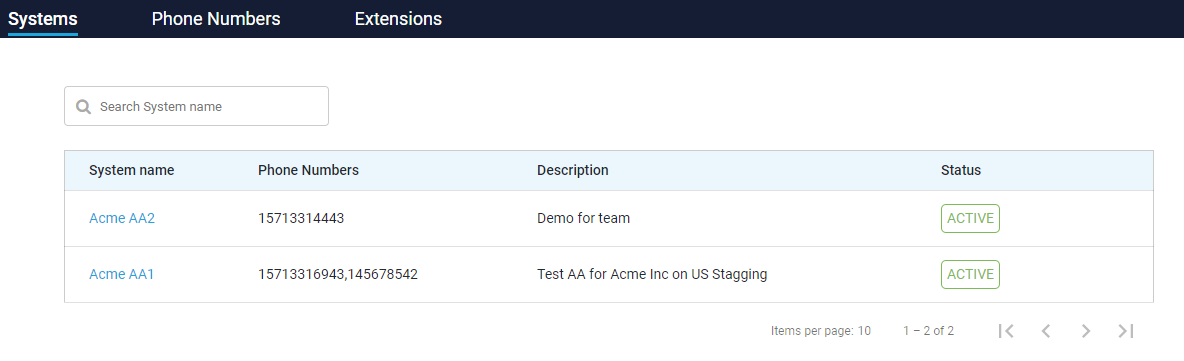 Systems Phone Numbers Extensions
Search System name
System name Phone Numbers Description Status
Acme AA2 15713314443 Demo for team ACTIVE
Acme AA1 15713316943,145678542 Test AA for Acme Inc on US Stagging ACTIVE
Items per page: 10 1 – 2 of 2